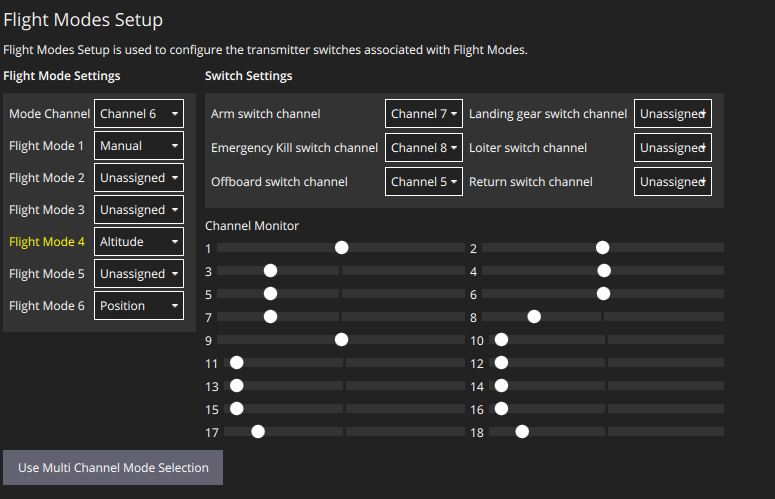 Flight Modes Setup
Flight Modes Setup is used to configure the transmitter switches associated with Flight Modes.
Flight Mode Settings
Mode Channel Channel 6
Flight Mode 1 Manual
Flight Mode 2 Unassigned
Flight Mode 3 Unassigned
Flight Mode 4 Altitude
Flight Mode 5 Unassigned
Flight Mode 6 Position
Switch Settings
Arm switch channel Channel 7 Landing gear switch channel Unassigned
Emergency Kill switch channel Channel 8 Loiter switch channel Unassigned
Offboard switch channel Channel 5 Return switch channel Unassigned
Channel Monitor
1 2
3 4
5 6
7 8
9 10
11 12
13 14
15 16
17 18
Use Multi Channel Mode Selection